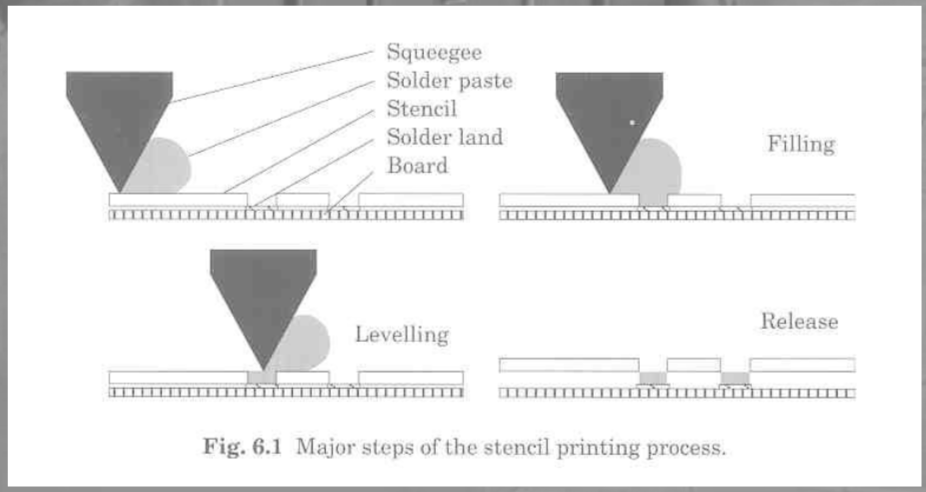 Squeegee
Solder paste
Stencil
Solder land
Board
Filling
Levelling
Release
Fig. 6.1 Major steps of the stencil printing process.